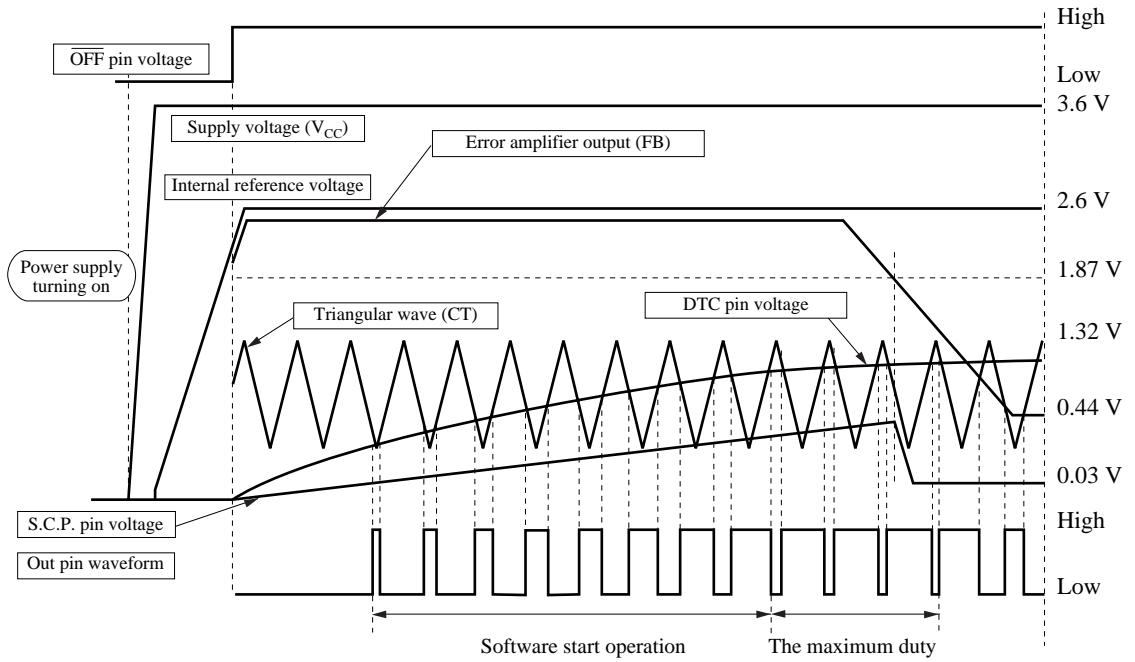 High
O̅F̅F̅ pin voltage
Low
3.6 V
Supply voltage (VCC)
Error amplifier output (FB)
Internal reference voltage
2.6 V
Power supply
turning on
1.87 V
DTC pin voltage
Triangular wave (CT)
1.32 V
0.44 V
0.03 V
S.C.P. pin voltage
High
Out pin waveform
Low
Software start operation
The maximum duty